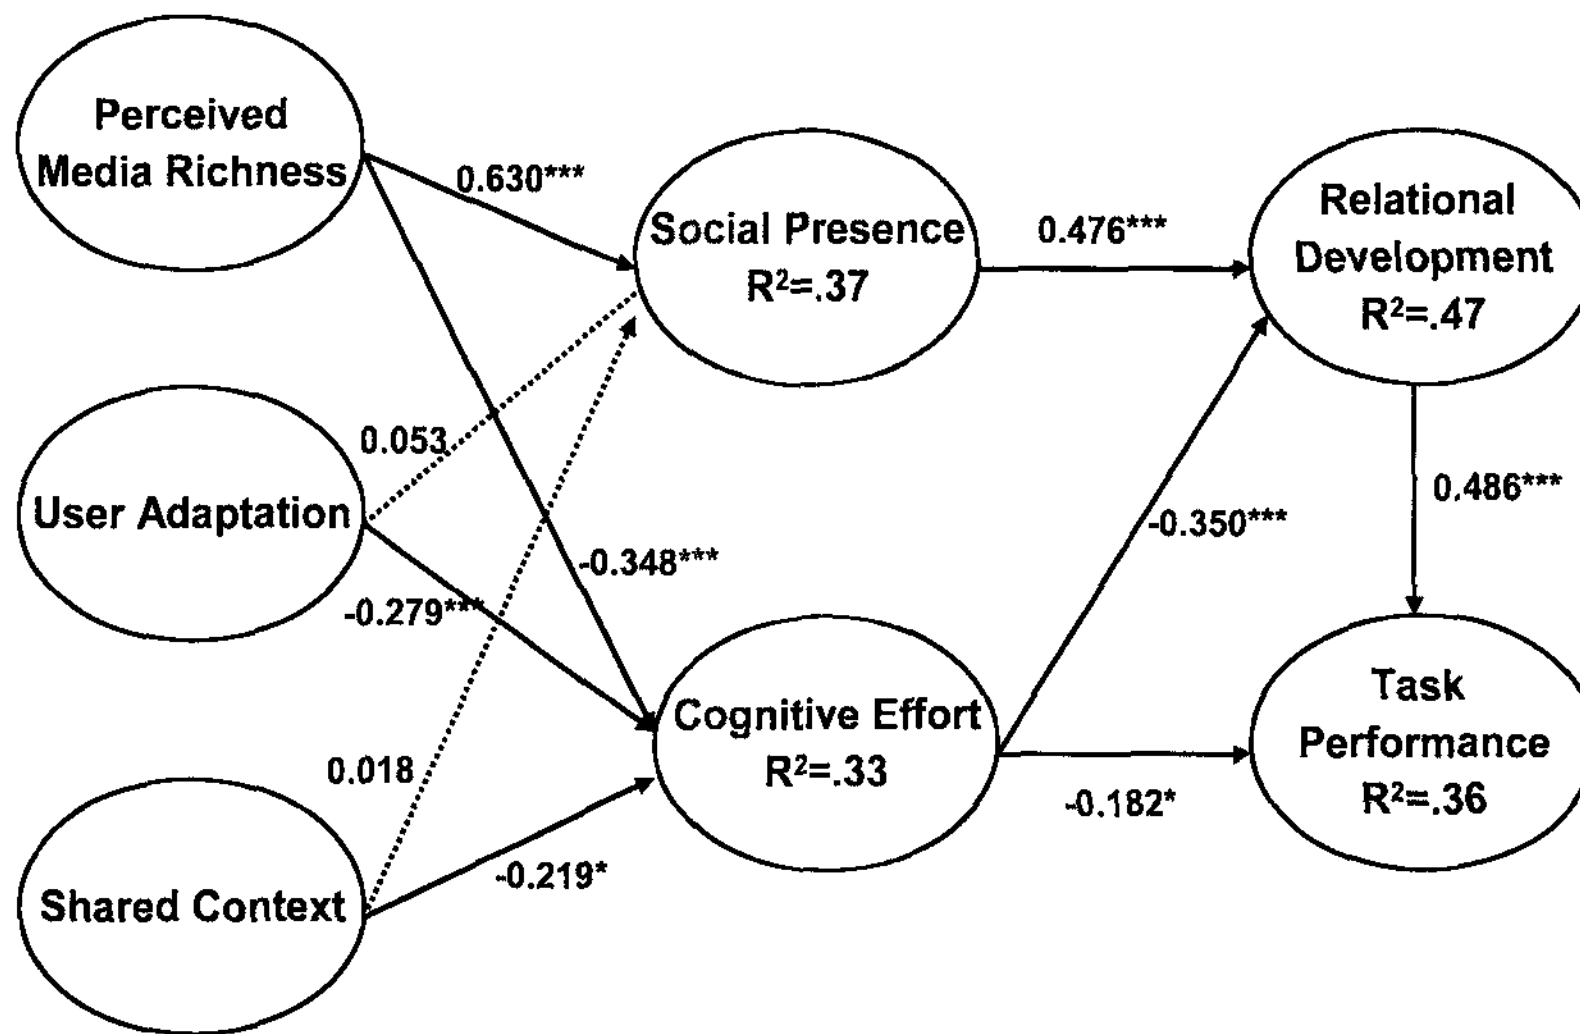 Perceived
Media Richness
0.630***
Social Presence
R²=.37
0.476***
Relational
Development
R²=.47
User Adaptation
0.053
-0.279***
-0.348***
-0.350***
0.486***
Shared Context
0.018
-0.219*
Cognitive Effort
R²=.33
-0.182*
Task
Performance
R²=.36